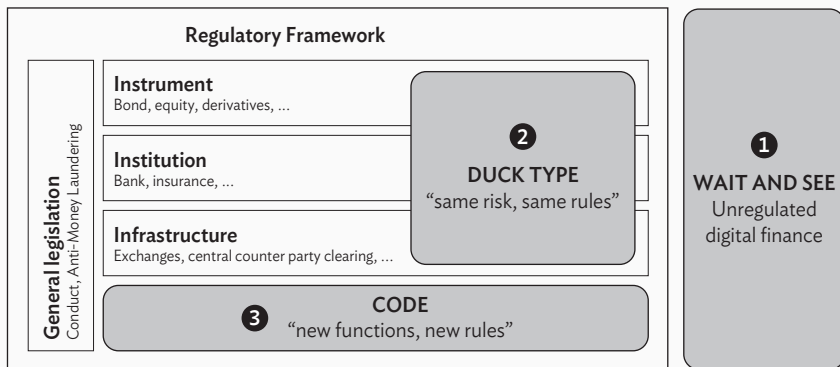 Regulatory Framework
General legislation
Conduct, Anti-Money Laundering
Instrument
Bond, equity, derivatives, ...
Institution
Bank, insurance, ...
Infrastructure
Exchanges, central counter party clearing, ...
2
DUCK TYPE
“same risk, same rules”
3
CODE
“new functions, new rules”
1
WAIT AND SEE
Unregulated
digital finance